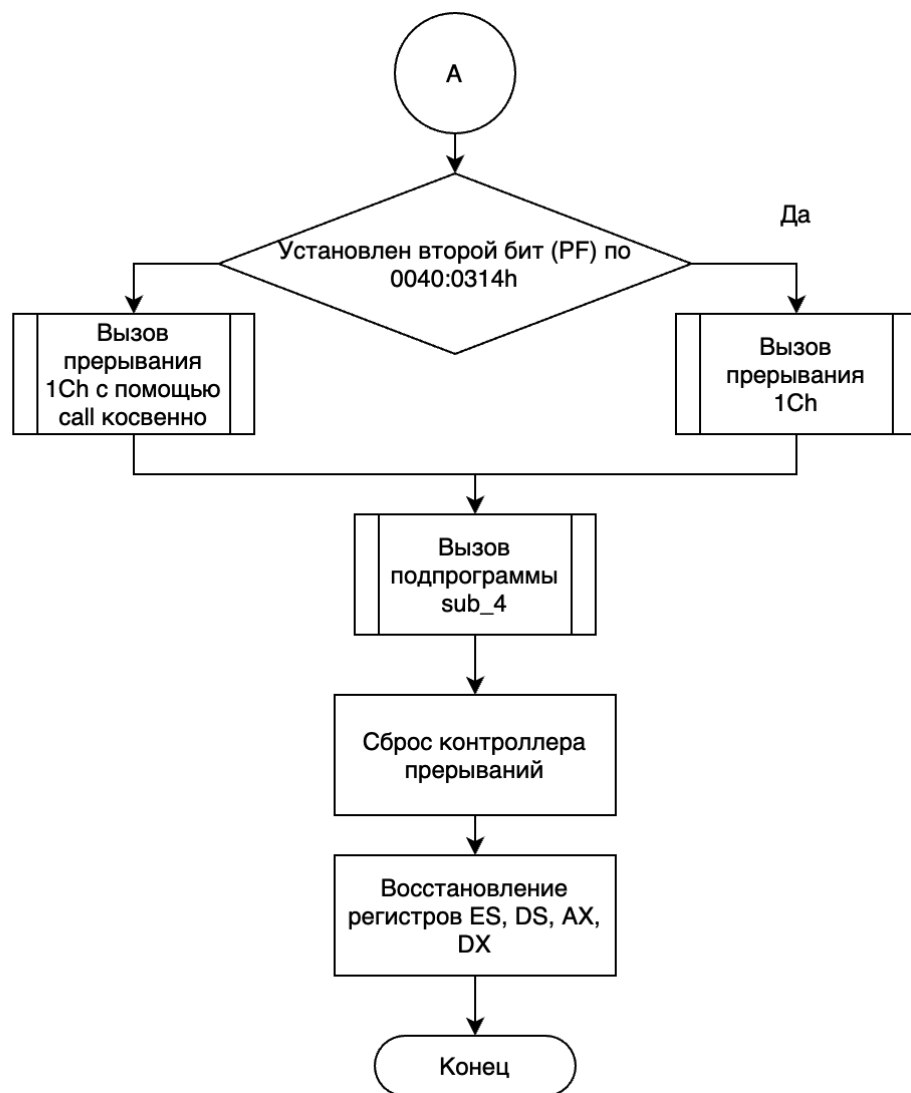 A
Да
Установлен второй бит (PF) по
0040:0314h
Вызов
прерывания
1Ch с помощью
call косвенно
Вызов
прерывания
1Ch
Вызов
подпрограммы
sub_4
Сброс контроллера
прерываний
Восстановление
регистров ES, DS, AX,
DX
Конец